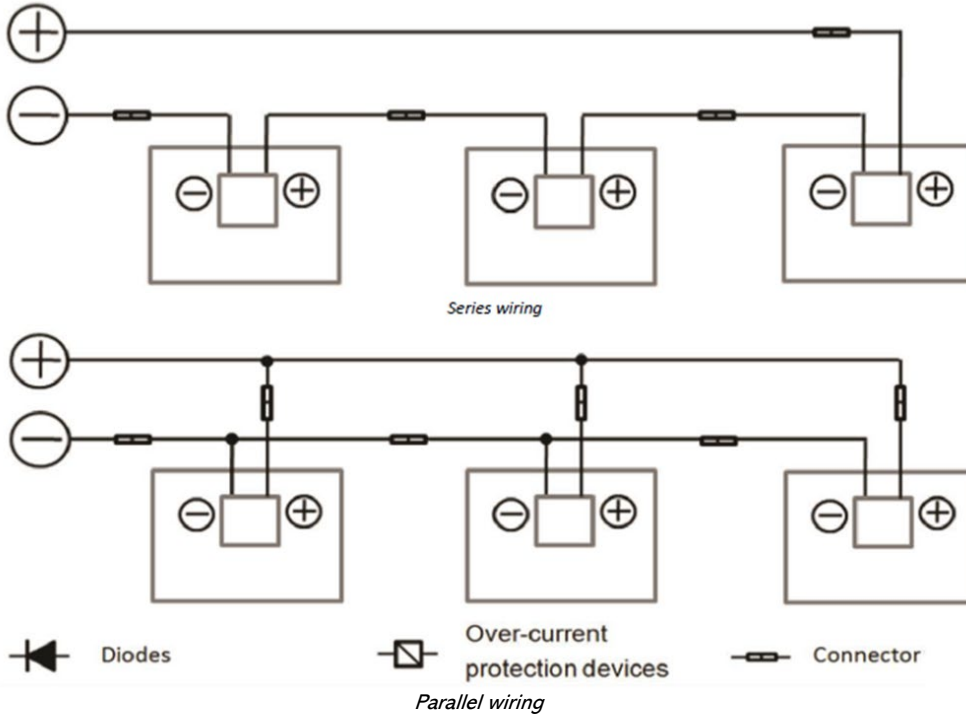 Series wiring
Diodes
Over-current
protection devices
Connector
Parallel wiring